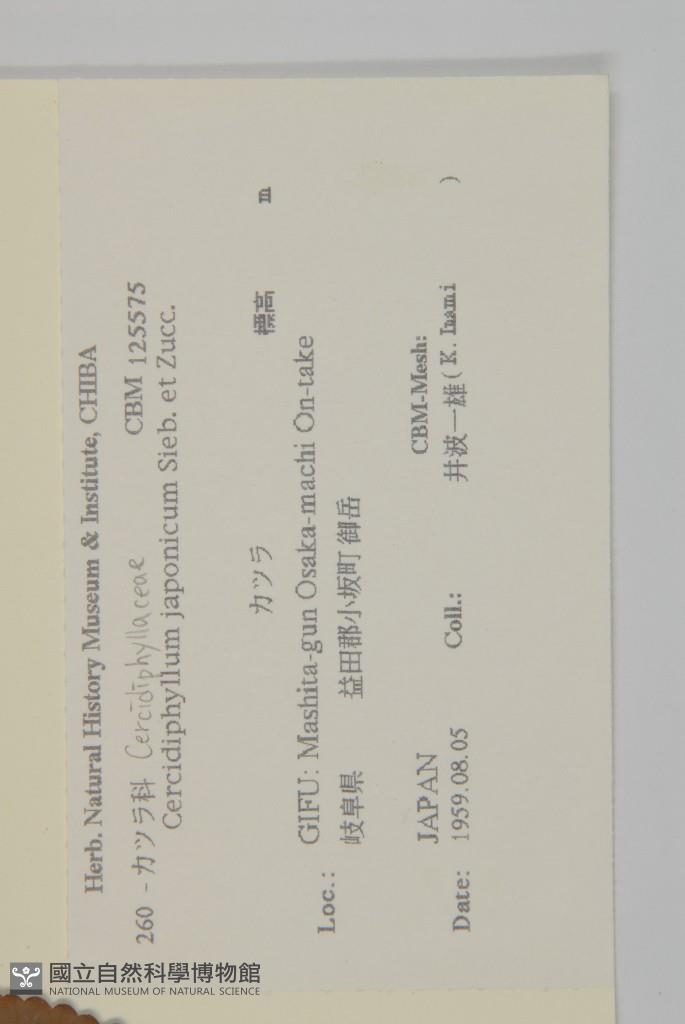 Herb. Natural History Museum & Institute, CHIBA
260 - カツラ科 Cercidiphyllaceae CBM 125575
Cercidiphyllum japonicum Sieb. et Zucc.
カツラ 標高 m
Loc.: GIFU: Mashita-gun Osaka-machi On-take
岐阜県 益田郡小坂町 御岳
JAPAN CBM-Mesh:
Date: 1959.08.05 Coll.: 井波一雄 ( K. Inami )
國立自然科學博物館
NATIONAL MUSEUM OF NATURAL SCIENCE